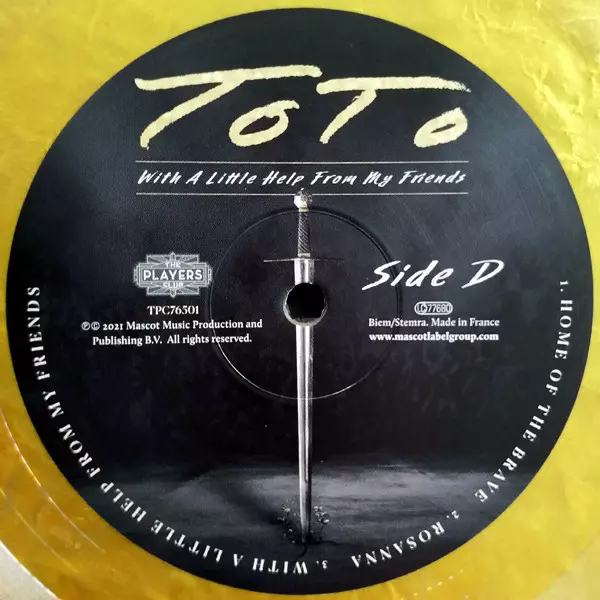 TOTO
With A Little Help From My Friends
THE
PLAYERS
CLUB
TPC76301
℗© 2021 Mascot Music Production and
Publishing B.V. All rights reserved.
Side D
LC77680
Biem/Stemra. Made in France
www.mascotlabelgroup.com
1. HOME OF THE BRAVE 2. ROSANNA 3. WITH A LITTLE HELP FROM MY FRIENDS